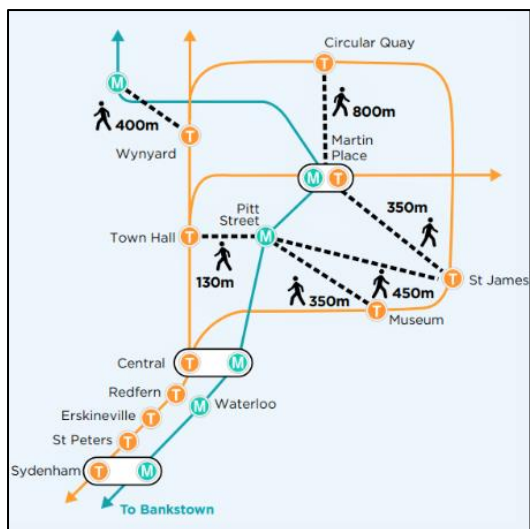 Circular Quay
T
M
800m
400m
T
Wynyard
Martin
Place
M T
Pitt
Street
350m
Town Hall
T
M
130m
450m
T
St James
350m
T
Museum
Central
T M
Redfern
T
M
Waterloo
Erskineville
T
St Peters
T
Sydenham
T M
To Bankstown